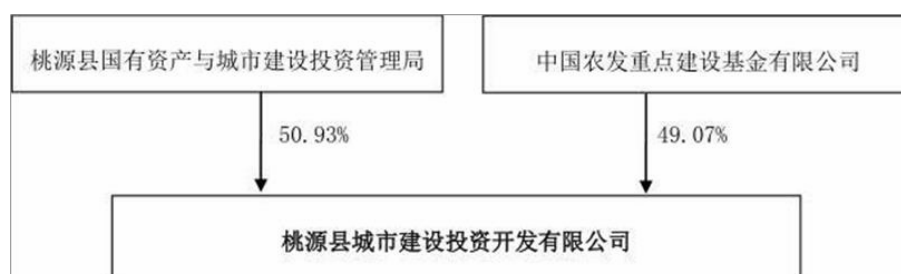 桃源县国有资产与城市建设投资管理局
中国农发重点建设基金有限公司
50.93%
49.07%
桃源县城市建设投资开发有限公司